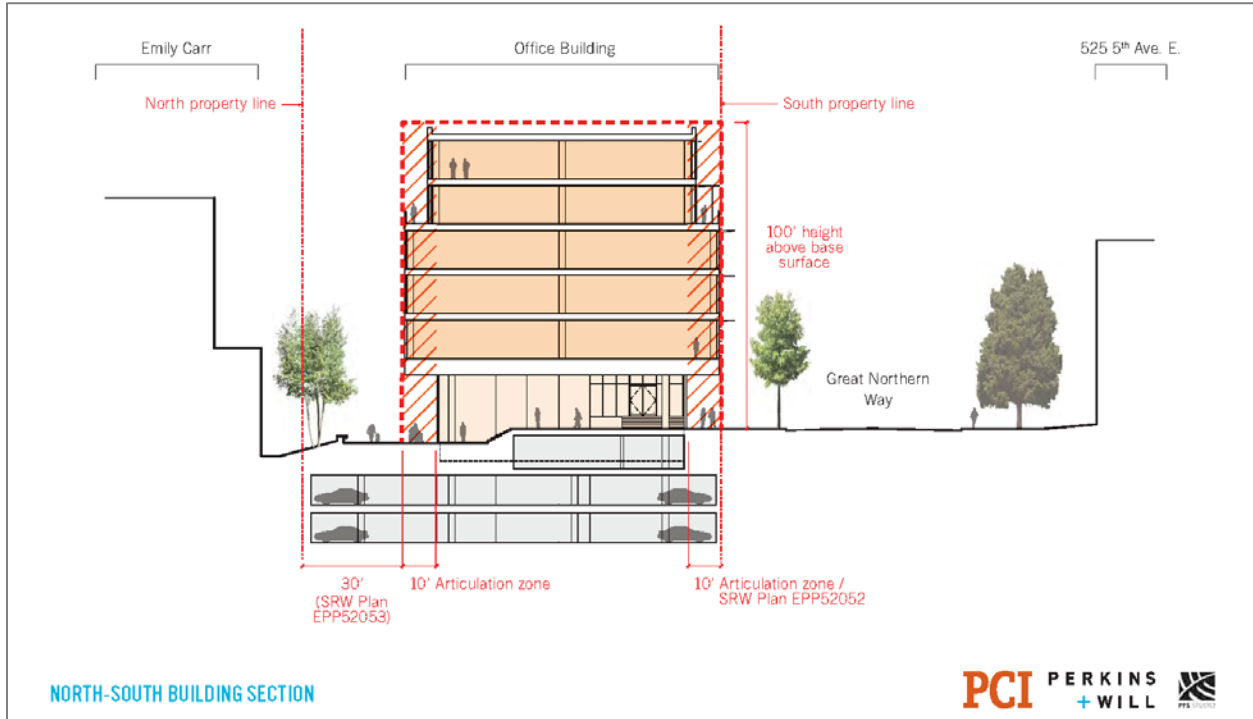 Emily Carr
Office Building
525 5th Ave. E.
North property line
South property line
100' height
above base
surface
Great Northern
Way
30'
(SRW Plan
EPP52053)
10' Articulation zone
10' Articulation zone /
SRW Plan EPP52052
NORTH-SOUTH BUILDING SECTION
PCI
PERKINS
+ WILL
PFS STUDIO